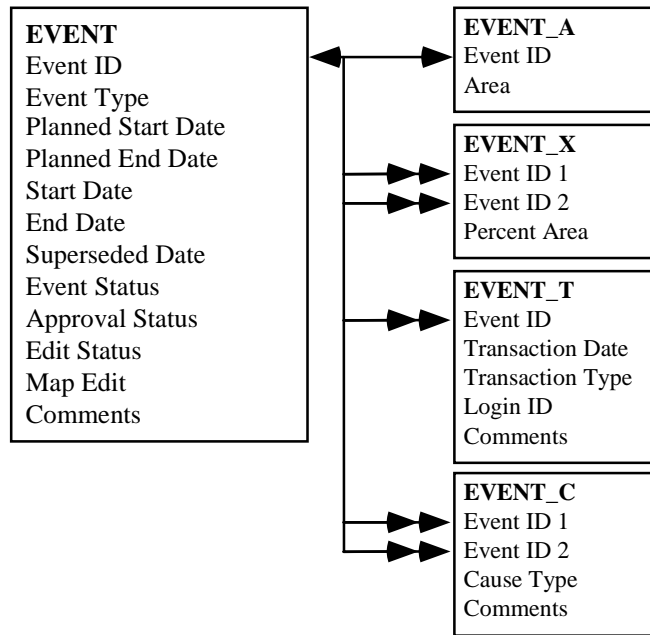 EVENT
Event ID
Event Type
Planned Start Date
Planned End Date
Start Date
End Date
Superseded Date
Event Status
Approval Status
Edit Status
Map Edit
Comments
EVENT_A
Event ID
Area
EVENT_X
Event ID 1
Event ID 2
Percent Area
EVENT_T
Event ID
Transaction Date
Transaction Type
Login ID
Comments
EVENT_C
Event ID 1
Event ID 2
Cause Type
Comments